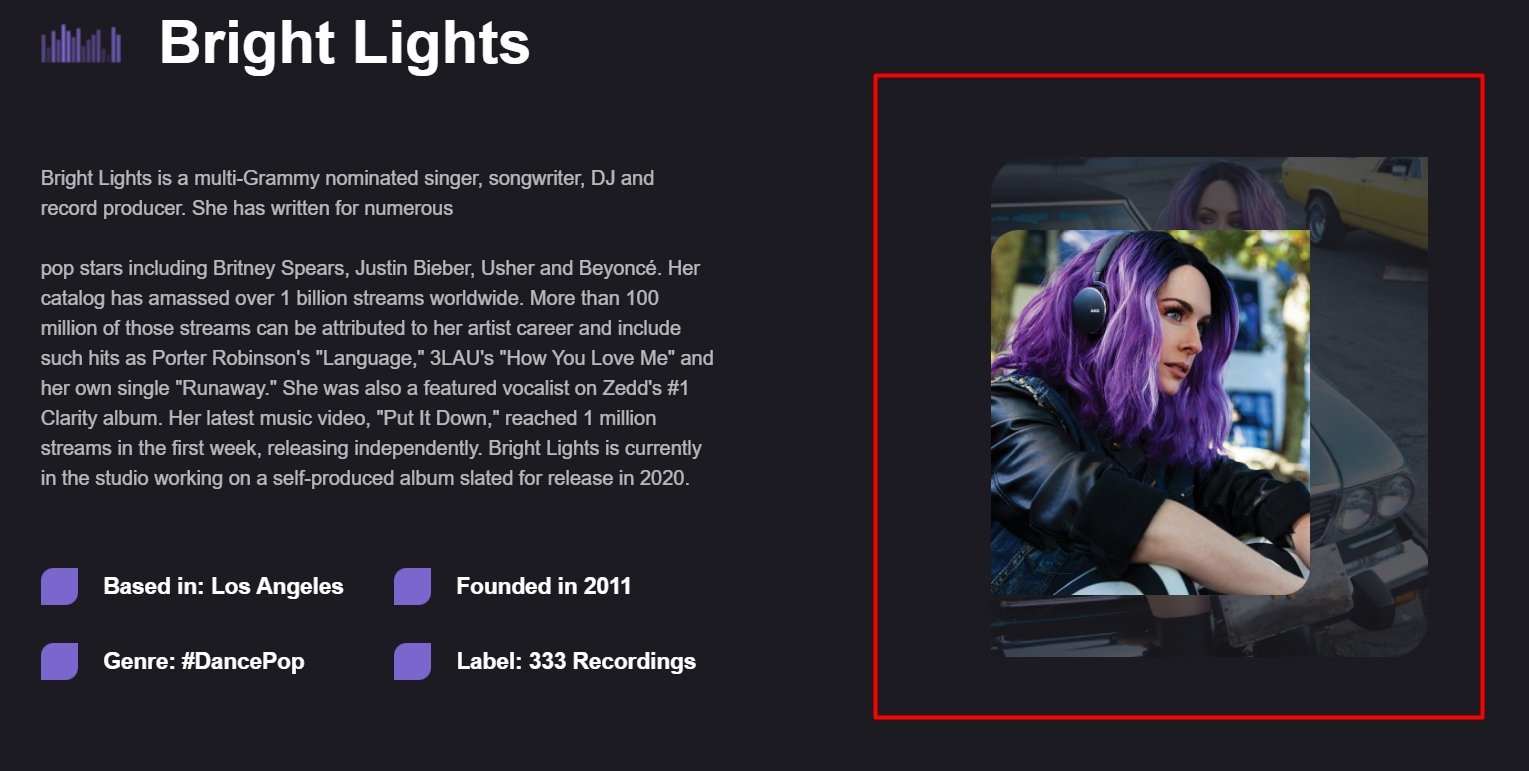 Bright Lights
Bright Lights is a multi-Grammy nominated singer, songwriter, DJ and
record producer. She has written for numerous
pop stars including Britney Spears, Justin Bieber, Usher and Beyoncé. Her
catalog has amassed over 1 billion streams worldwide. More than 100
million of those streams can be attributed to her artist career and include
such hits as Porter Robinson's "Language," 3LAU's "How You Love Me" and
her own single "Runaway." She was also a featured vocalist on Zedd's #1
Clarity album. Her latest music video, "Put It Down," reached 1 million
streams in the first week, releasing independently. Bright Lights is currently
in the studio working on a self-produced album slated for release in 2020.
Based in: Los Angeles
Founded in 2011
Genre: #DancePop
Label: 333 Recordings
AKG